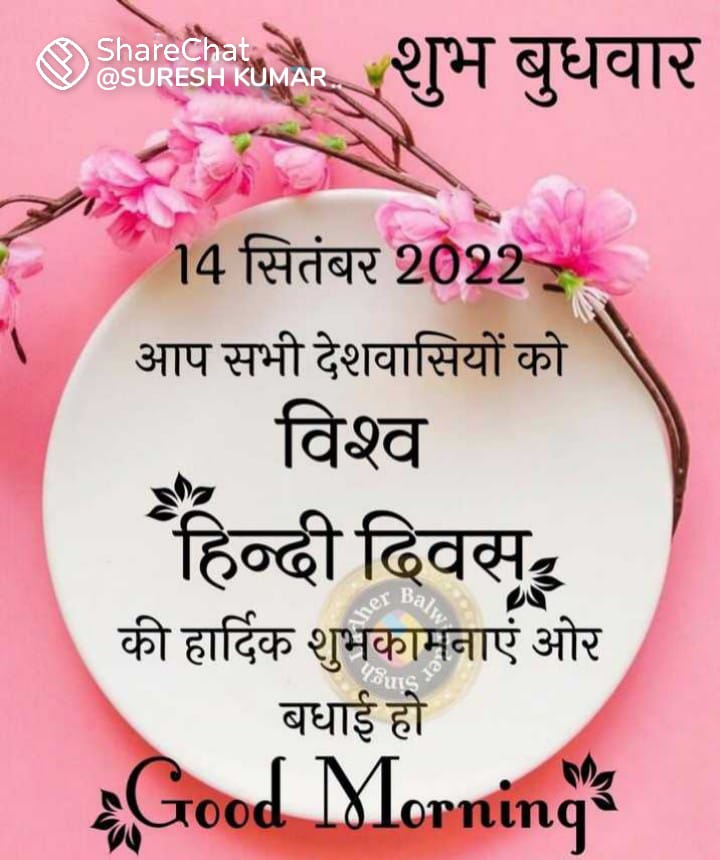 ShareChat
@SURESH KUMAR..
शुभ बुधवार
14 सितंबर 2022
आप सभी देशवासियों को
विश्व
हिन्दी दिवस
की हार्दिक शुभकामनाएं ओर
बधाई हो
Good Morning